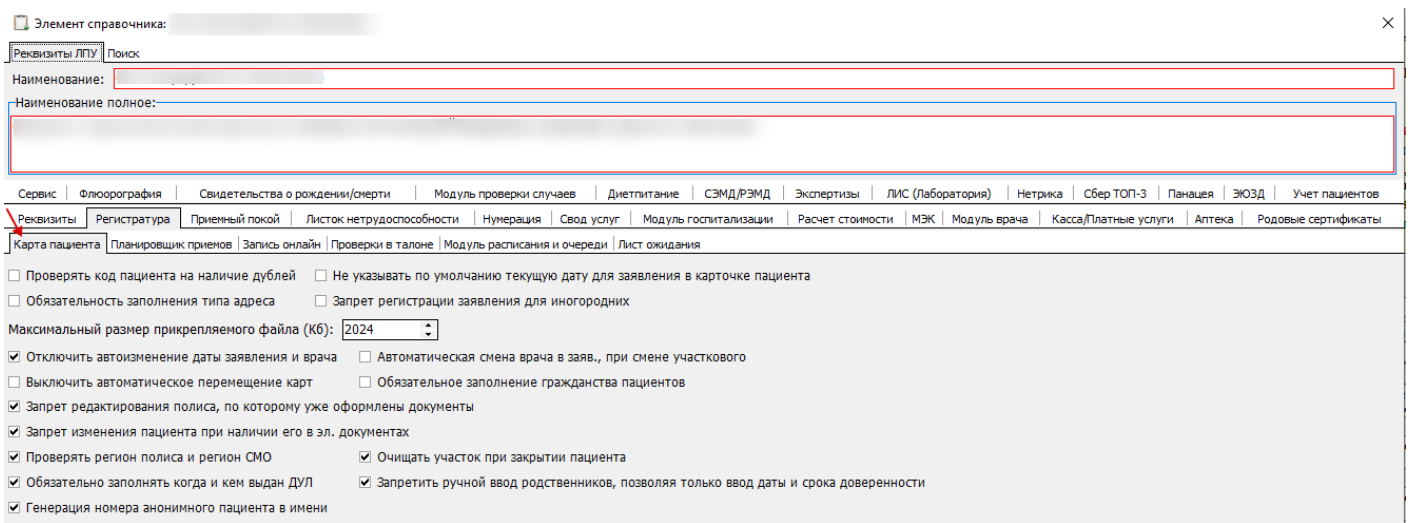 Элемент справочника:
Реквизиты ЛПУ Поиск
Наименование:
Наименование полное:
Сервис Флюорография Свидетельства о рождении/смерти Модуль проверки случаев Диетпитание СЭМД/РЭМД Экспертизы ЛИС (Лаборатория) Нетрика Сбер ТОП-3 Панацея ЭЮЗД Учет пациентов
Реквизиты Регистратура Приемный покой Листок нетрудоспособности Нумерация Свод услуг Модуль госпитализации Расчет стоимости МЭК Модуль врача Касса/Платные услуги Аптека Родовые сертификаты
Карта пациента Планировщик приемов Запись онлайн Проверки в талоне Модуль расписания и очереди Лист ожидания
Проверять код пациента на наличие дублей Не указывать по умолчанию текущую дату для заявления в карточке пациента
Обязательность заполнения типа адреса Запрет регистрации заявления для иногородних
Максимальный размер прикрепляемого файла (Кб): 2024
Отключить автоизменение даты заявления и врача Автоматическая смена врача в заяв., при смене участкового
Выключить автоматическое перемещение карт Обязательное заполнение гражданства пациентов
Запрет редактирования полиса, по которому уже оформлены документы
Запрет изменения пациента при наличии его в эл. документах
Проверять регион полиса и регион СМО Очищать участок при закрытии пациента
Обязательно заполнять когда и кем выдан ДУЛ Запретить ручной ввод родственников, позволяя только ввод даты и срока доверенности
Генерация номера анонимного пациента в имени